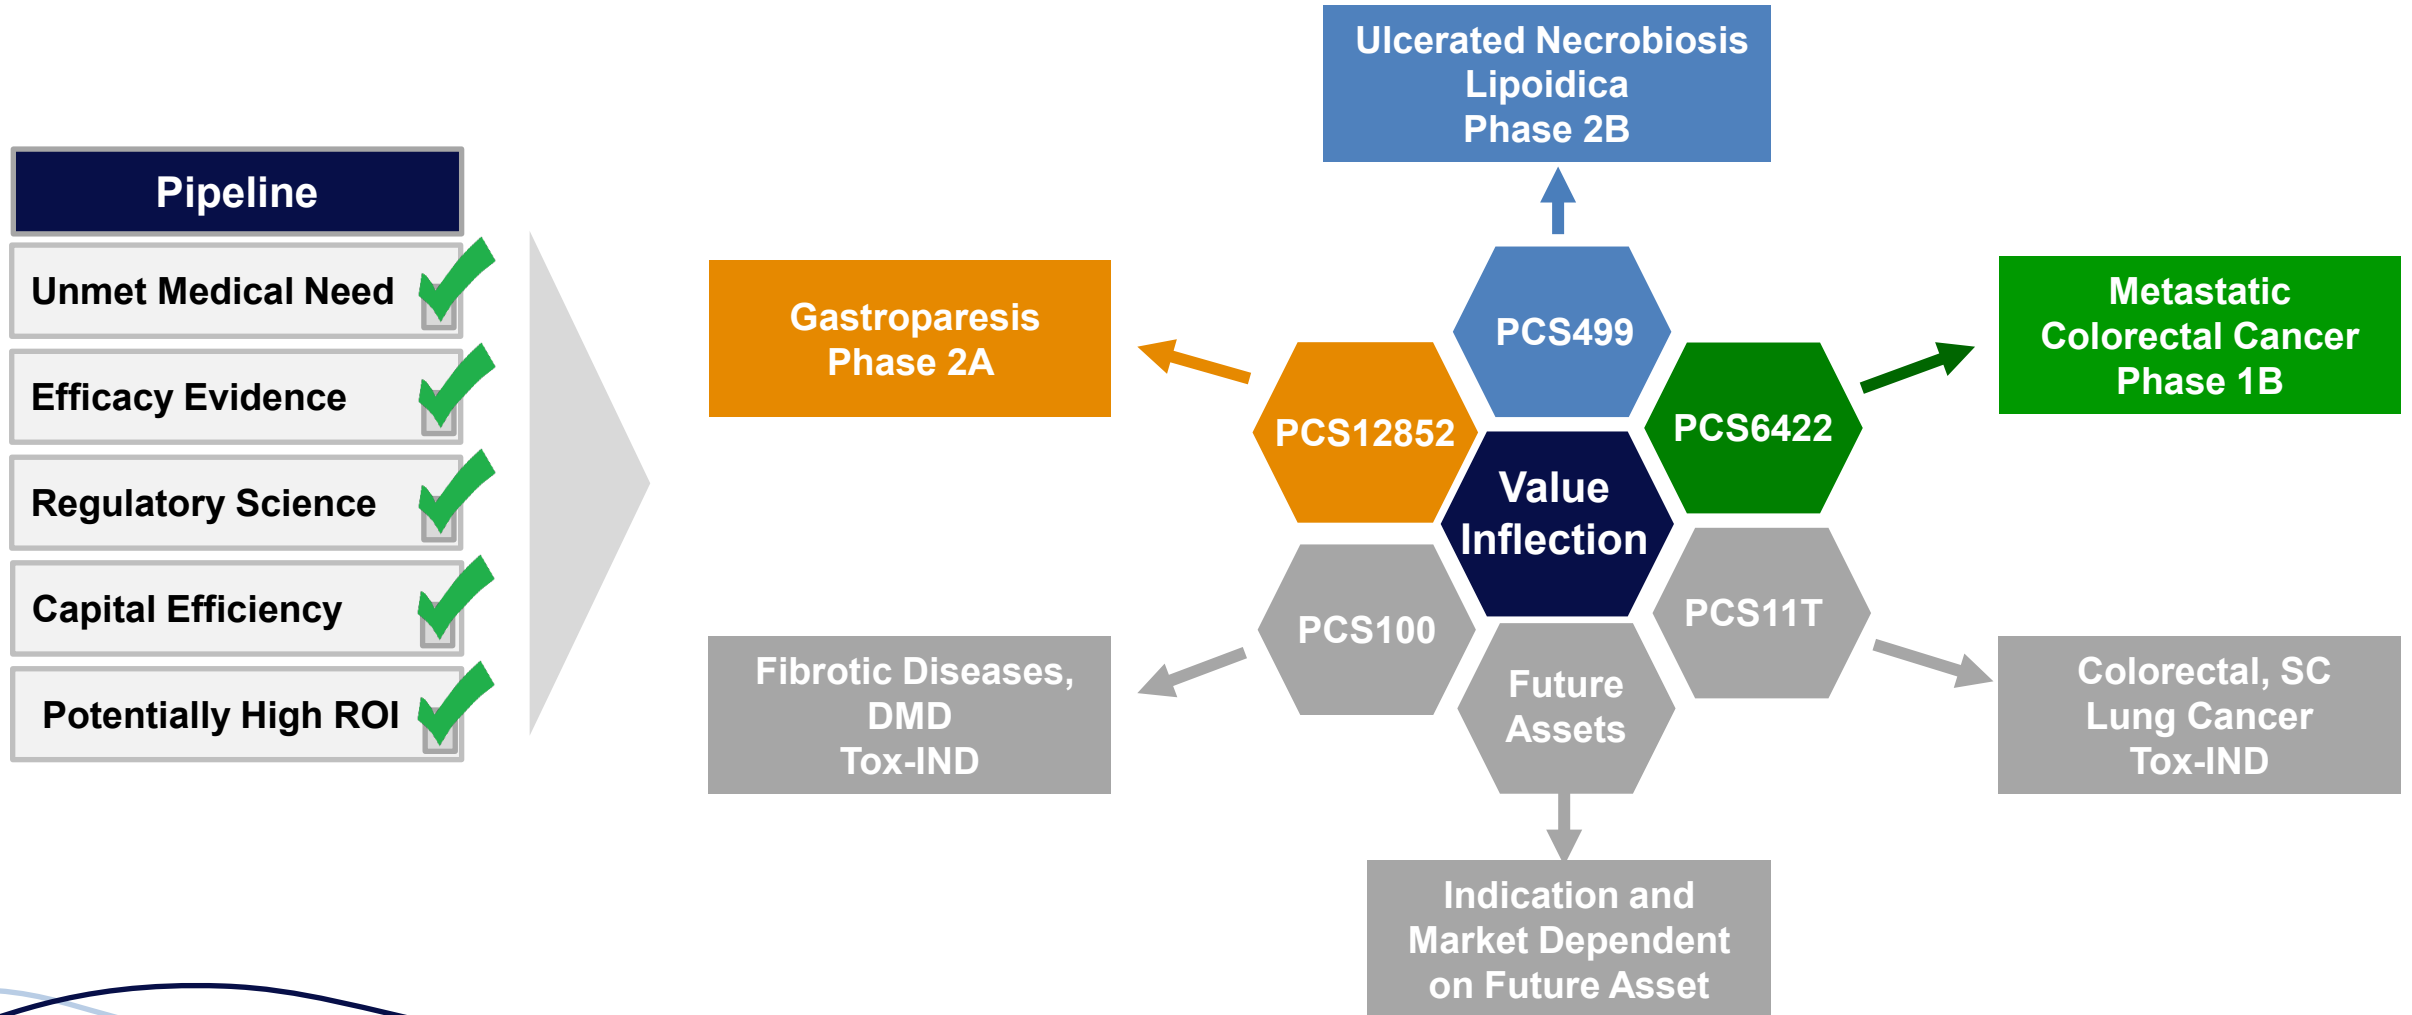 Pipeline
Unmet Medical Need
Efficacy Evidence
Regulatory Science
Capital Efficiency
Potentially High ROI
Ulcerated Necrobiosis
Lipoidica
Phase 2B
Gastroparesis
Phase 2A
Metastatic
Colorectal Cancer
Phase 1B
PCS499
PCS12852
PCS6422
Value
Inflection
PCS100
PCS11T
Future
Assets
Fibrotic Diseases,
DMD
Tox-IND
Colorectal, SC
Lung Cancer
Tox-IND
Indication and
Market Dependent
on Future Asset